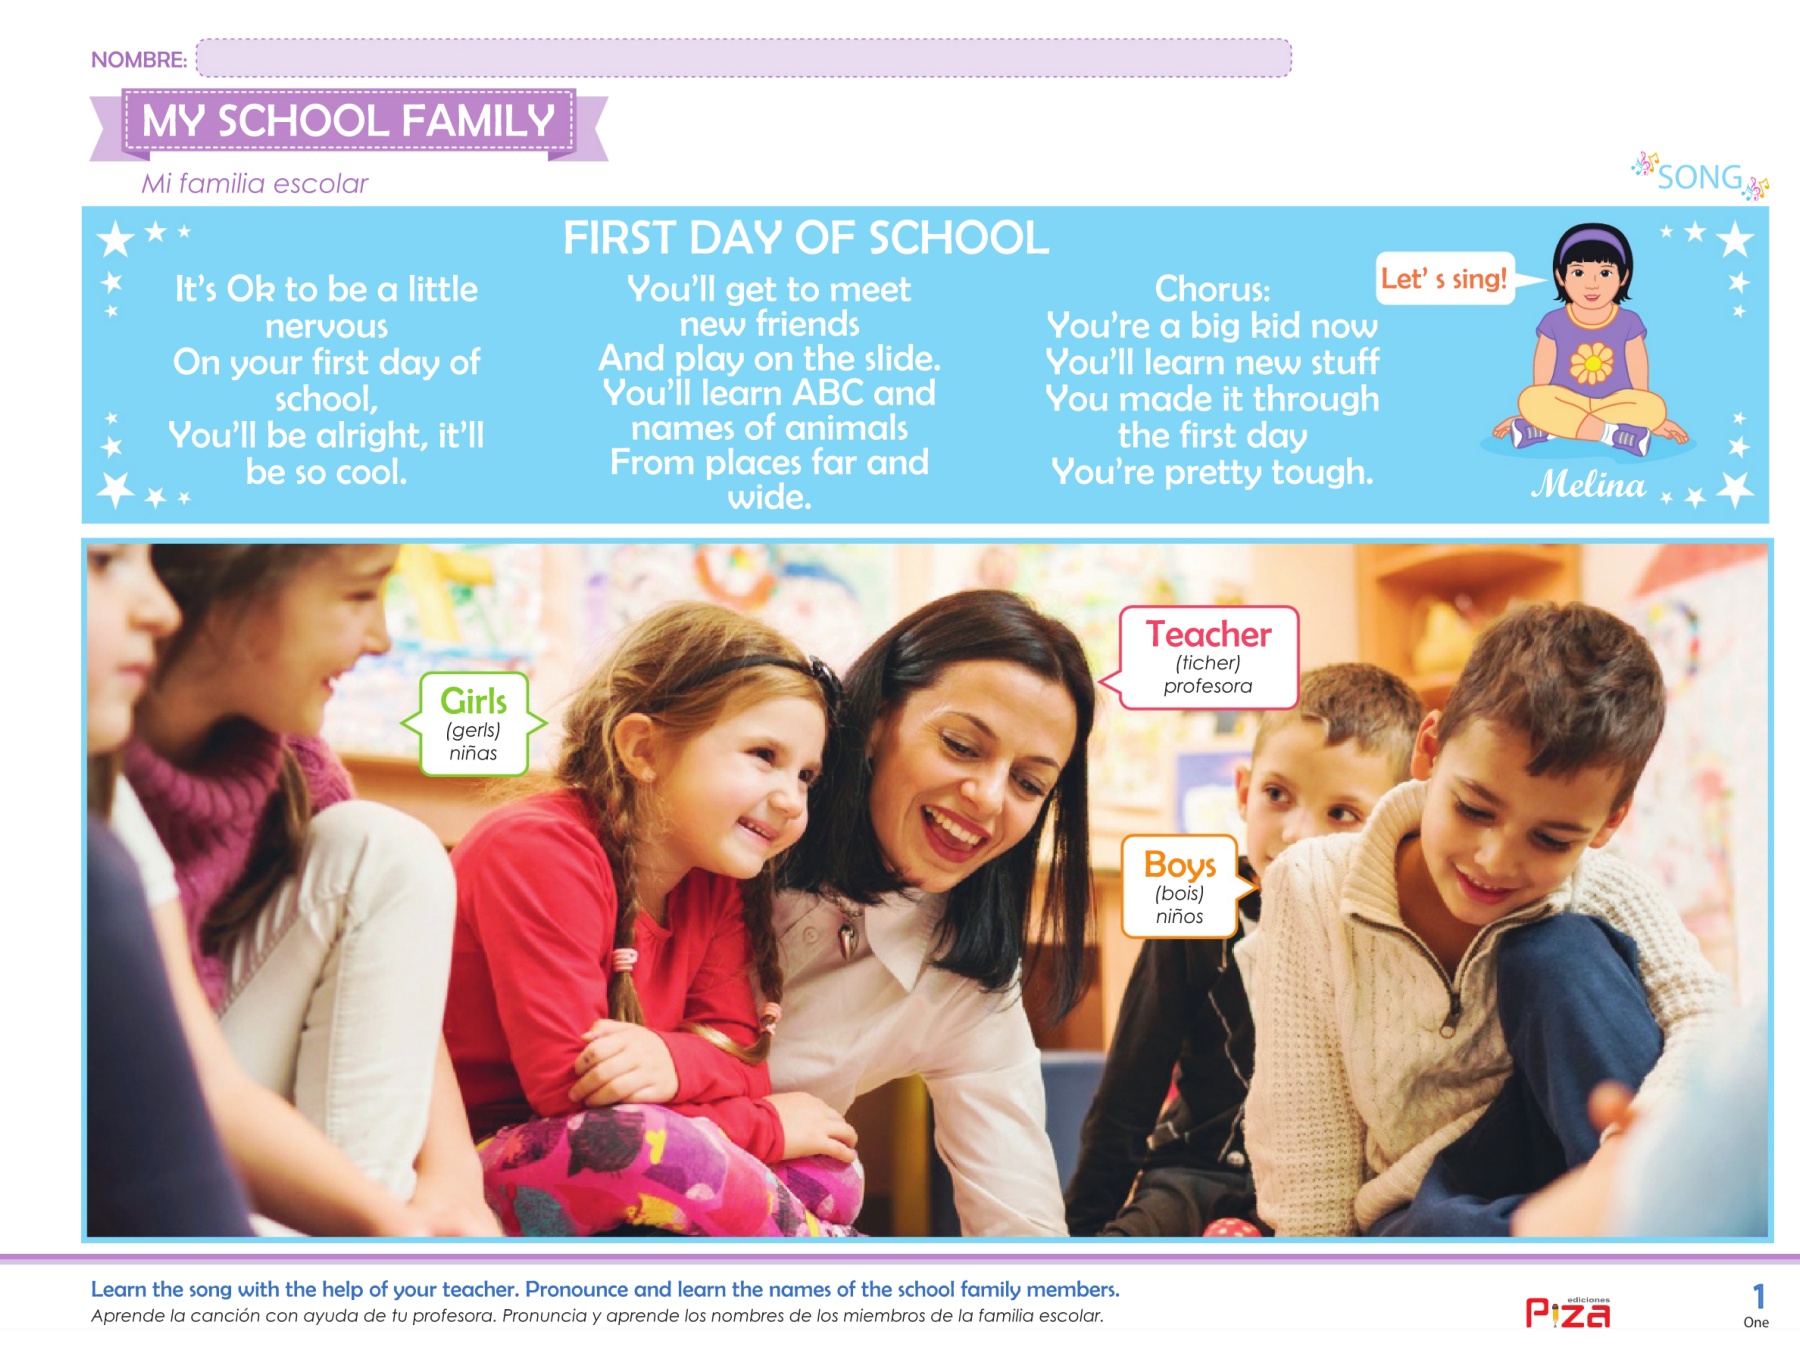 NOMBRE:
MY SCHOOL FAMILY
Mi familia escolar
SONG
FIRST DAY OF SCHOOL
It's Ok to be a little
nervous
On your first day of
school,
You'll be alright, it'll
be so cool.
You'll get to meet
new friends
And play on the slide.
You'll learn ABC and
names of animals
From places far and
wide.
Chorus:
You're a big kid now
You'll learn new stuff
You made it through
the first day
You're pretty tough.
Let' s sing!
Melina
Girls
(gerls)
niñas
Teacher
(ticher)
profesora
Boys
(bois)
niños
Learn the song with the help of your teacher. Pronounce and learn the names of the school family members.
Aprende la canción con ayuda de tu profesora. Pronuncia y aprende los nombres de los miembros de la familia escolar.
ediciones
Piza
1
One